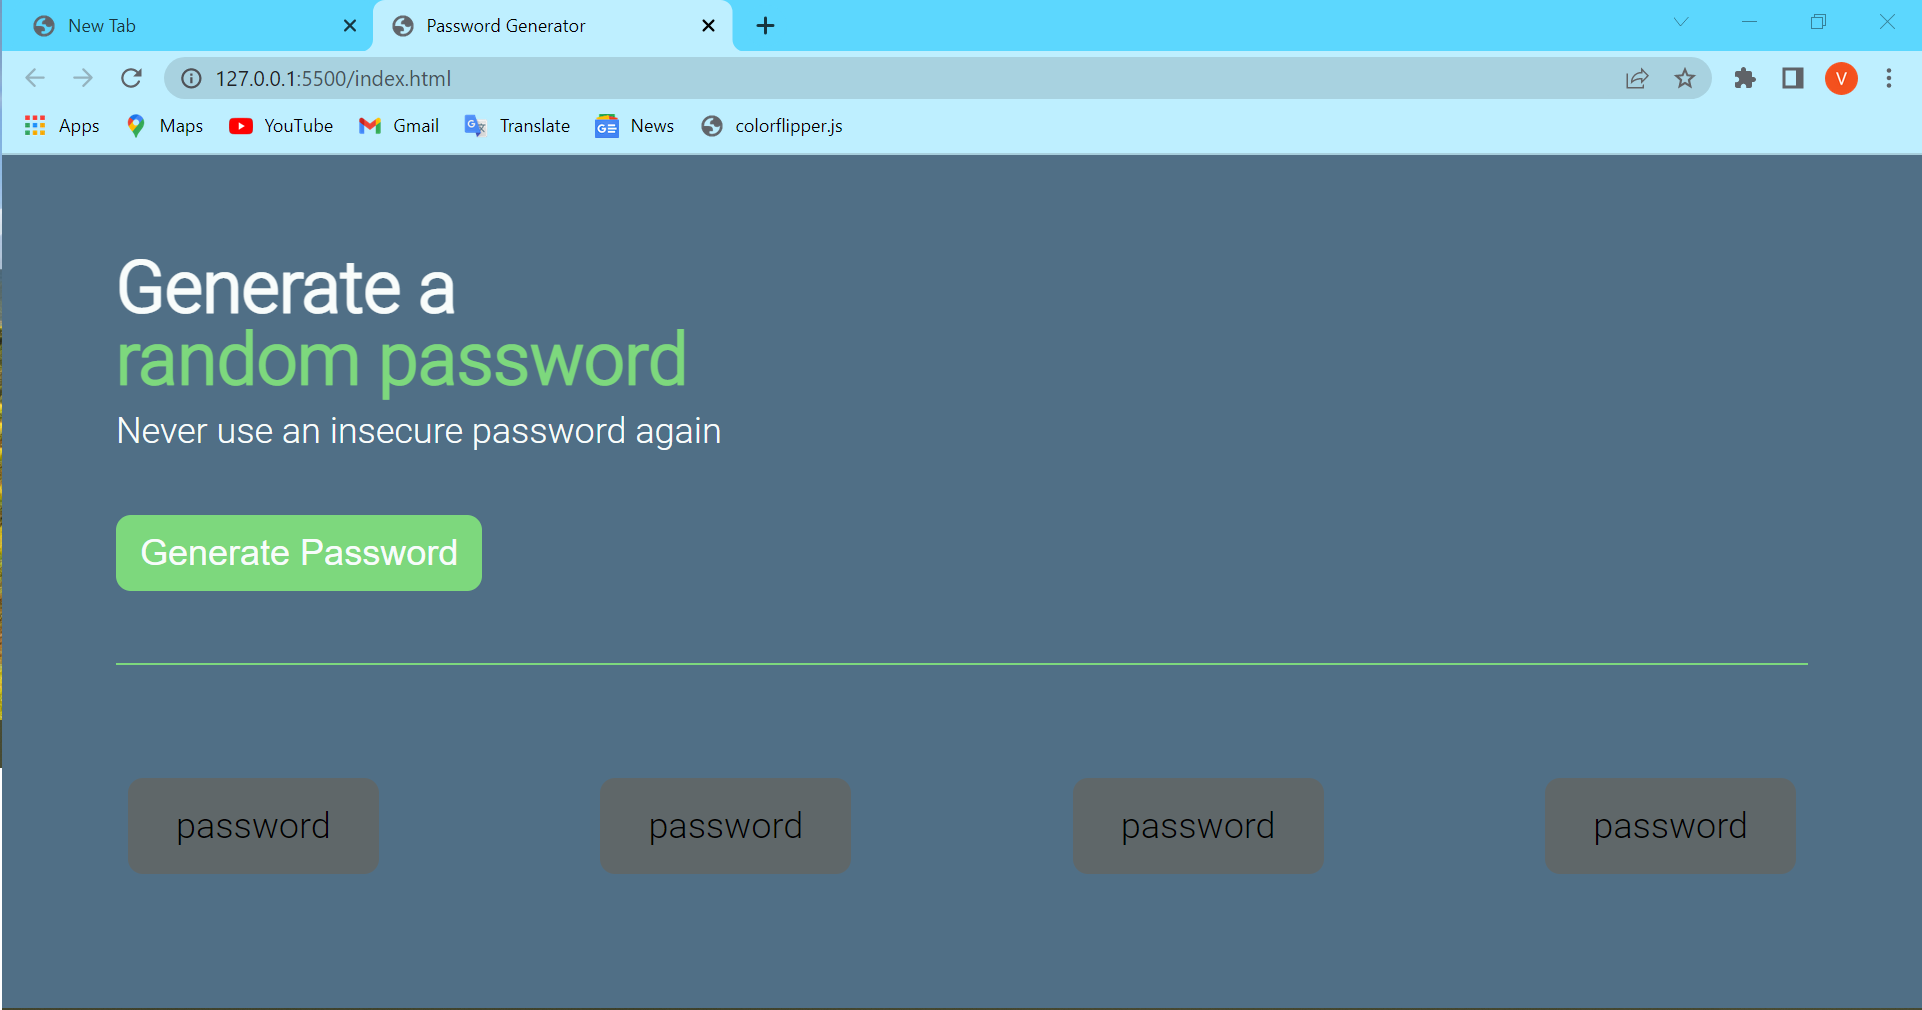 New Tab
Password Generator
127.0.0.1:5500/index.html
V
Apps
Maps
YouTube
Gmail
Translate
News
colorflipper.js
Generate a
random password
Never use an insecure password again
Generate Password
password
password
password
password